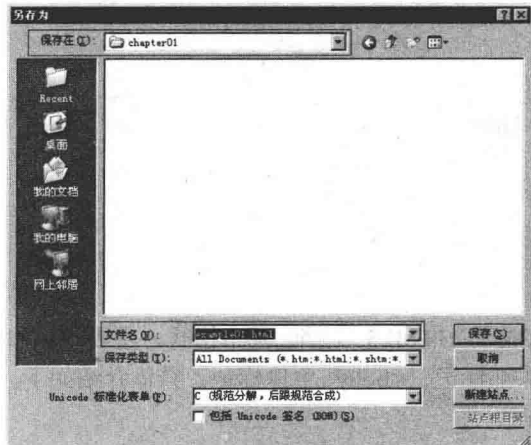 另存为
保存在(I): chapter01
Recent
桌面
我的文档
我的电脑
网上邻居
文件名(N): example01.html
保存(S)
保存类型(T): All Documents (*.htm;*.html;*.shtm;*.
取消
Unicode 标准化表单(F): C (规范分解,后跟规范合成)
新建站点...
包括 Unicode 签名 (BOM)(S)
站点根目录